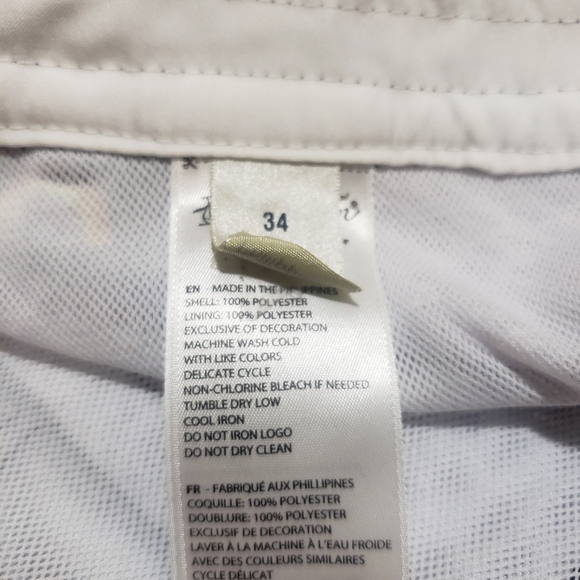 34
EN - MADE IN THE PHILIPPINES
SHELL: 100% POLYESTER
LINING: 100% POLYESTER
EXCLUSIVE OF DECORATION
MACHINE WASH COLD
WITH LIKE COLORS
DELICATE CYCLE
NON-CHLORINE BLEACH IF NEEDED
TUMBLE DRY LOW
COOL IRON
DO NOT IRON LOGO
DO NOT DRY CLEAN
FR - FABRIQUÉ AUX PHILLIPINES
COQUILLE: 100% POLYESTER
DOUBLURE: 100% POLYESTER
EXCLUSIF DE DECORATION
LAVER À LA MACHINE À L'EAU FROIDE
AVEC DES COULEURS SIMILAIRES
CYCLE DÉLICAT